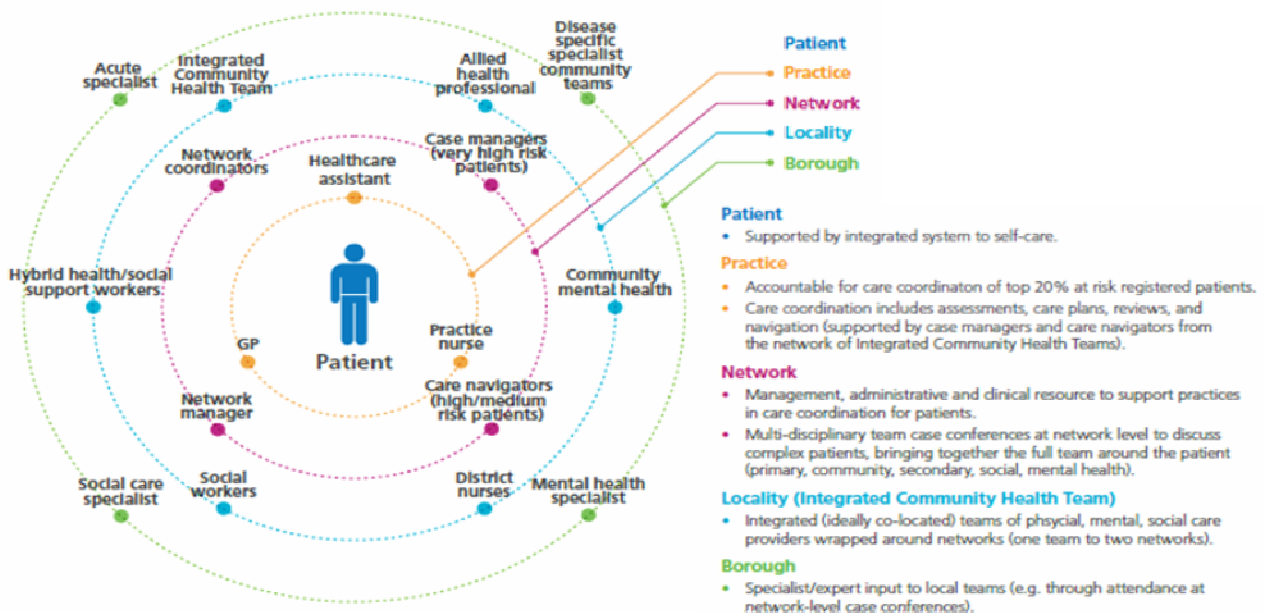 Disease
specific
specialist
community
teams
Acute
specialist
Integrated
Community
Health Team
Allied
health
professional
Network
coordinators
Healthcare
assistant
Case managers
(very high risk
patients)
Hybrid health/social
support workers
Community
mental health
GP
Patient
Practice
nurse
Network
manager
Care navigators
(high/medium
risk patients)
Social care
specialist
Social
workers
District
nurses
Mental health
specialist
Patient
Practice
Network
Locality
Borough
Patient
• Supported by integrated system to self-care.
Practice
• Accountable for care coordinaton of top 20% at risk registered patients.
• Care coordination includes assessments, care plans, reviews, and
navigation (supported by case managers and care navigators from
the network of Integrated Community Health Teams).
Network
• Management, administrative and clinical resource to support practices
in care coordination for patients.
• Multi-disciplinary team case conferences at network level to discuss
complex patients, bringing together the full team around the patient
(primary, community, secondary, social, mental health).
Locality (Integrated Community Health Team)
• Integrated (ideally co-located) teams of phsycial, mental, social care
providers wrapped around networks (one team to two networks).
Borough
• Specialist/expert input to local teams (e.g. through attendance at
network-level case conferences).